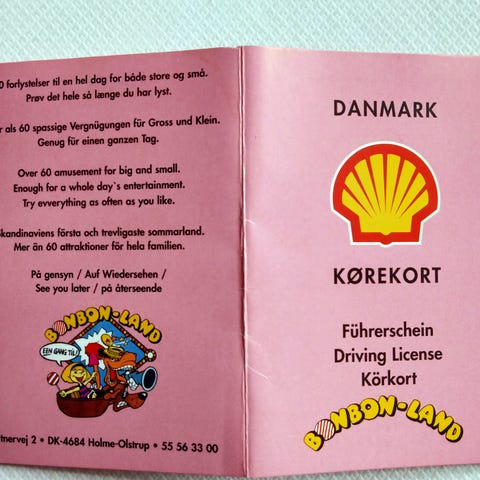 0 forlystelser til en hel dag for både store og små.
Prøv det hele så længe du har lyst.
r als 60 spassige Vergnügungen für Gross und Klein.
Genug für einen ganzen Tag.
Over 60 amusement for big and small.
Enough for a whole day`s entertainment.
Try evverything as often as you like.
Skandinaviens första och trevligaste sommarland.
Mer än 60 attraktioner för hela familien.
På gensyn / Auf Wiedersehen /
See you later / på återseende
BONBON-LAND
EEN GANG TIL!
tnervej 2 • DK-4684 Holme-Olstrup • 55 56 33 00
DANMARK
KØREKORT
Führerschein
Driving License
Körkort
BONBON-LAND